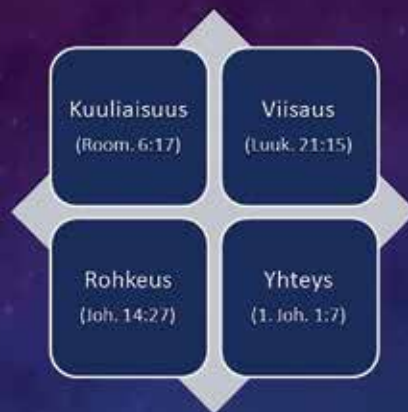 Kuuliaisuus
(Room. 6:17)
Viisaus
(Luuk. 21:15)
Rohkeus
(Joh. 14:27)
Yhteys
(1. Joh. 1:7)